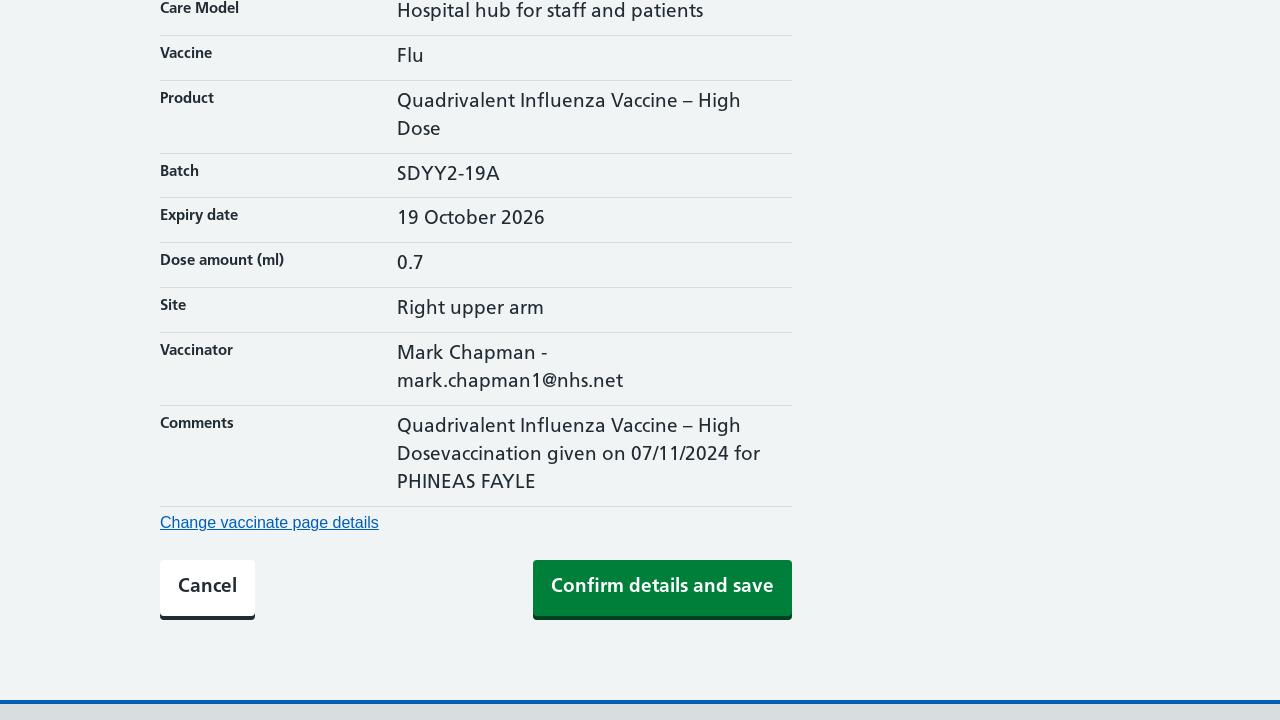 Care Model
Hospital hub for staff and patients
Vaccine
Flu
Product
Quadrivalent Influenza Vaccine – High
Dose
Batch
SDYY2-19A
Expiry date
19 October 2026
Dose amount (ml)
0.7
Site
Right upper arm
Vaccinator
Mark Chapman -
mark.chapman1@nhs.net
Comments
Quadrivalent Influenza Vaccine – High
Dosevaccination given on 07/11/2024 for
PHINEAS FAYLE
Change vaccinate page details
Cancel
Confirm details and save